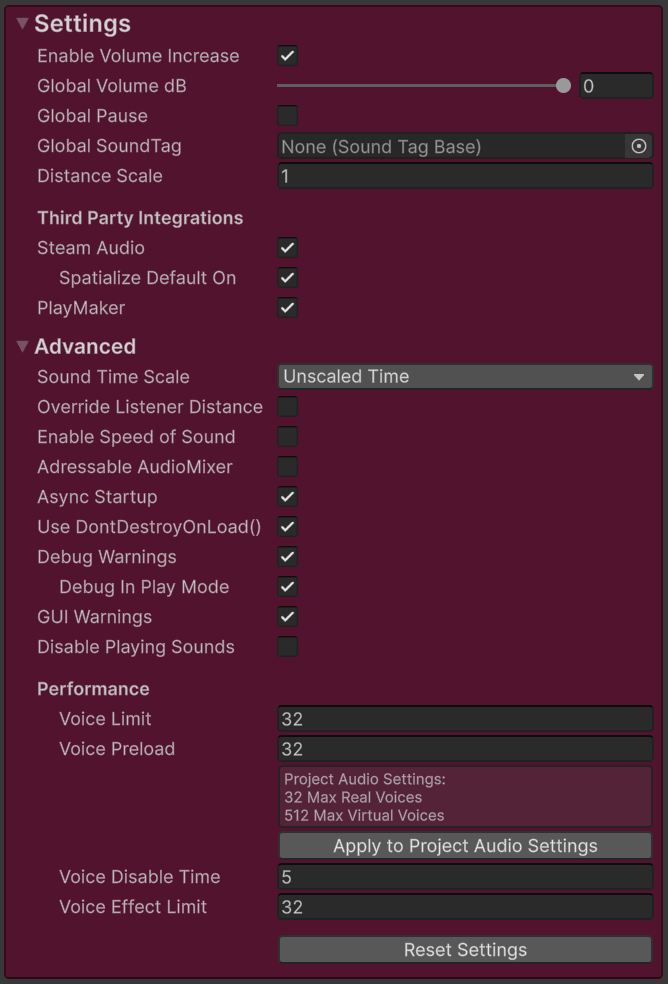 Settings
Enable Volume Increase
Global Volume dB 0
Global Pause
Global SoundTag None (Sound Tag Base)
Distance Scale 1
Third Party Integrations
Steam Audio
Spatialize Default On
PlayMaker
Advanced
Sound Time Scale Unscaled Time
Override Listener Distance
Enable Speed of Sound
Adressable AudioMixer
Async Startup
Use DontDestroyOnLoad()
Debug Warnings
Debug In Play Mode
GUI Warnings
Disable Playing Sounds
Performance
Voice Limit 32
Voice Preload 32
Project Audio Settings:
32 Max Real Voices
512 Max Virtual Voices
Apply to Project Audio Settings
Voice Disable Time 5
Voice Effect Limit 32
Reset Settings